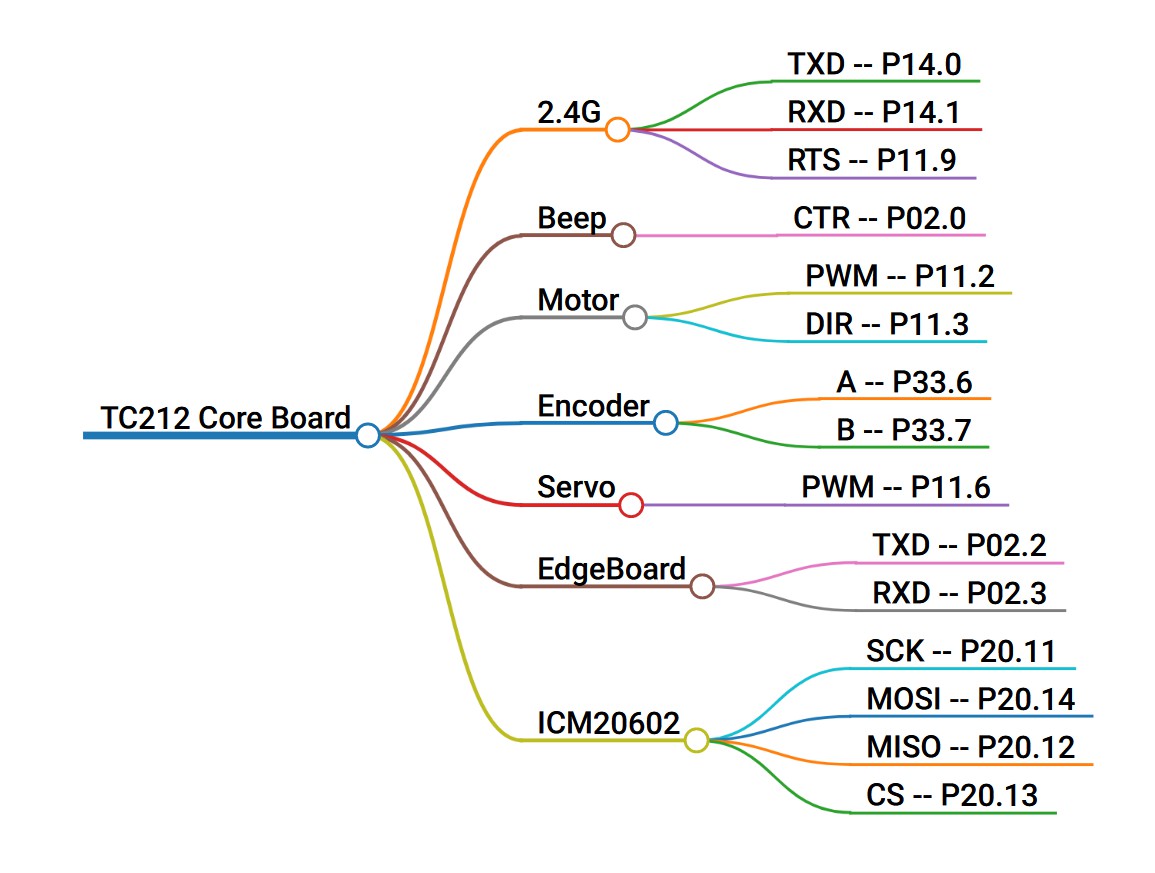 TC212 Core Board
2.4G
TXD -- P14.0
RXD -- P14.1
RTS -- P11.9
Beep
CTR -- P02.0
Motor
PWM -- P11.2
DIR -- P11.3
Encoder
A -- P33.6
B -- P33.7
Servo
PWM -- P11.6
EdgeBoard
TXD -- P02.2
RXD -- P02.3
ICM20602
SCK -- P20.11
MOSI -- P20.14
MISO -- P20.12
CS -- P20.13